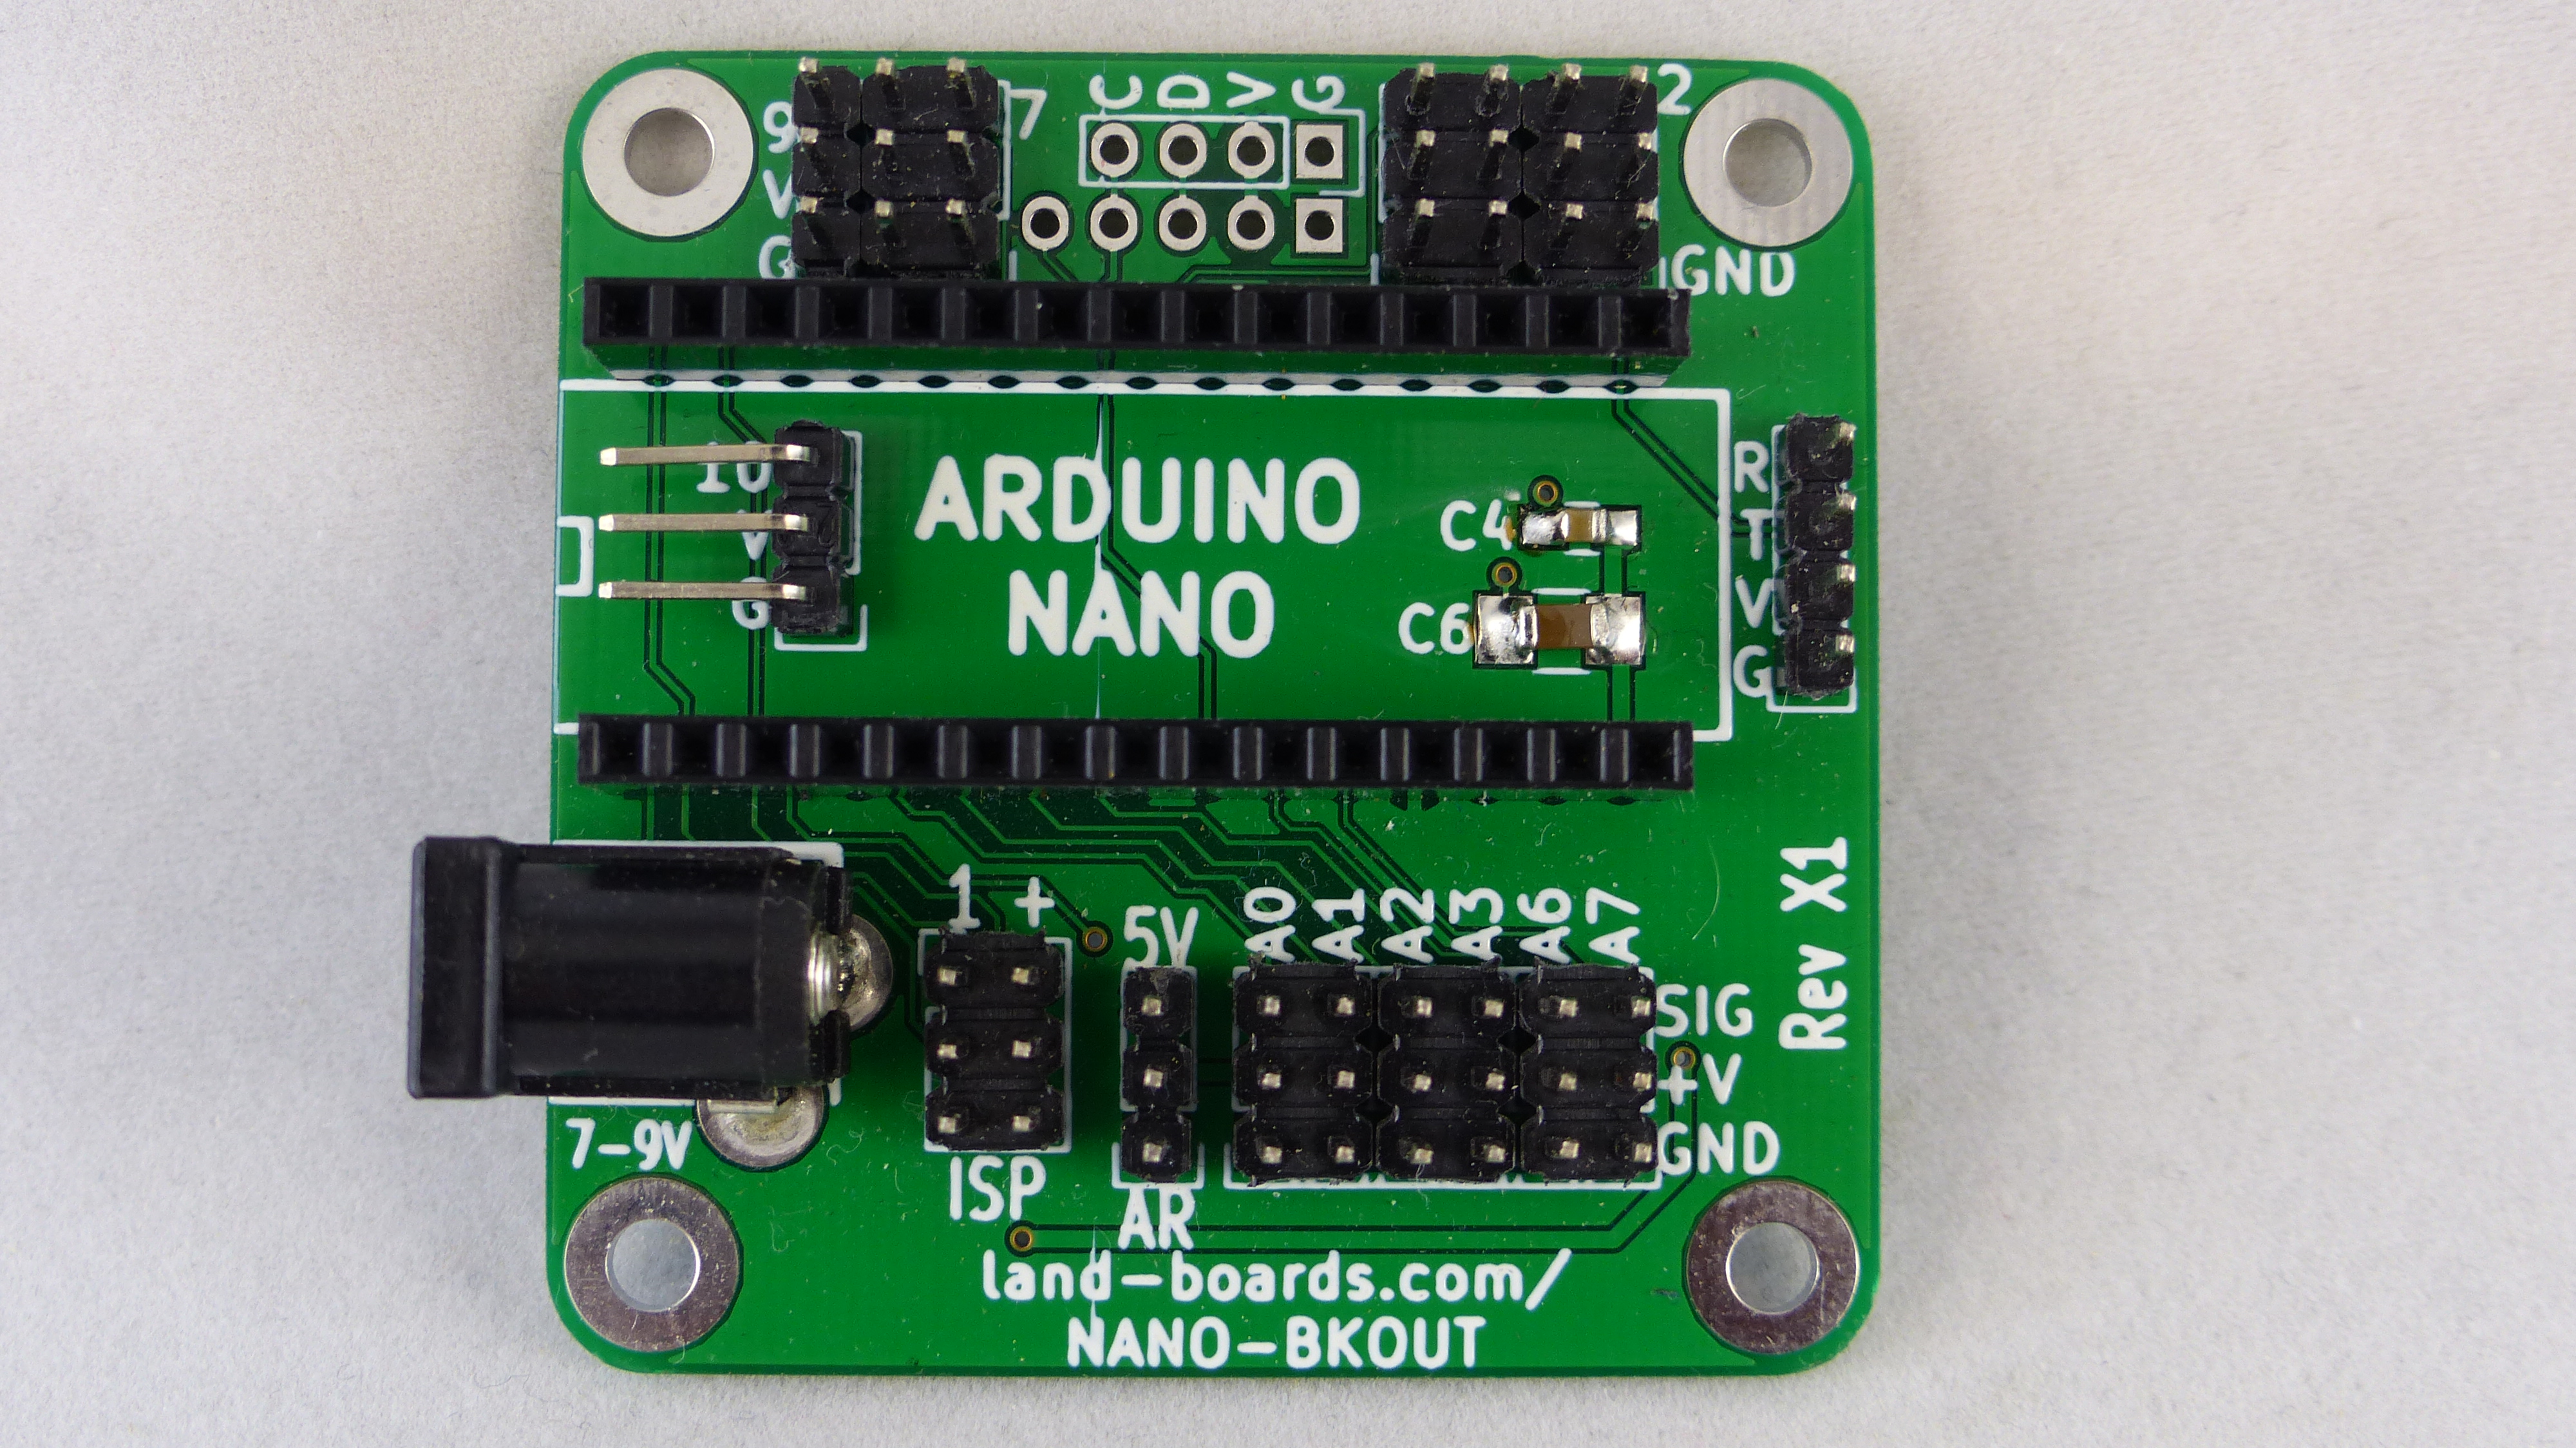 9 7 C D V G 2
V
G GND
10
V
G
ARDUINO
NANO
C4
C6
R
T
V
G
1 +
5V
A0 A1 A2 A3 A6 A7
SIG
+V
GND
Rev X1
7-9V
ISP
AR
land-boards.com/
NANO-BKOUT